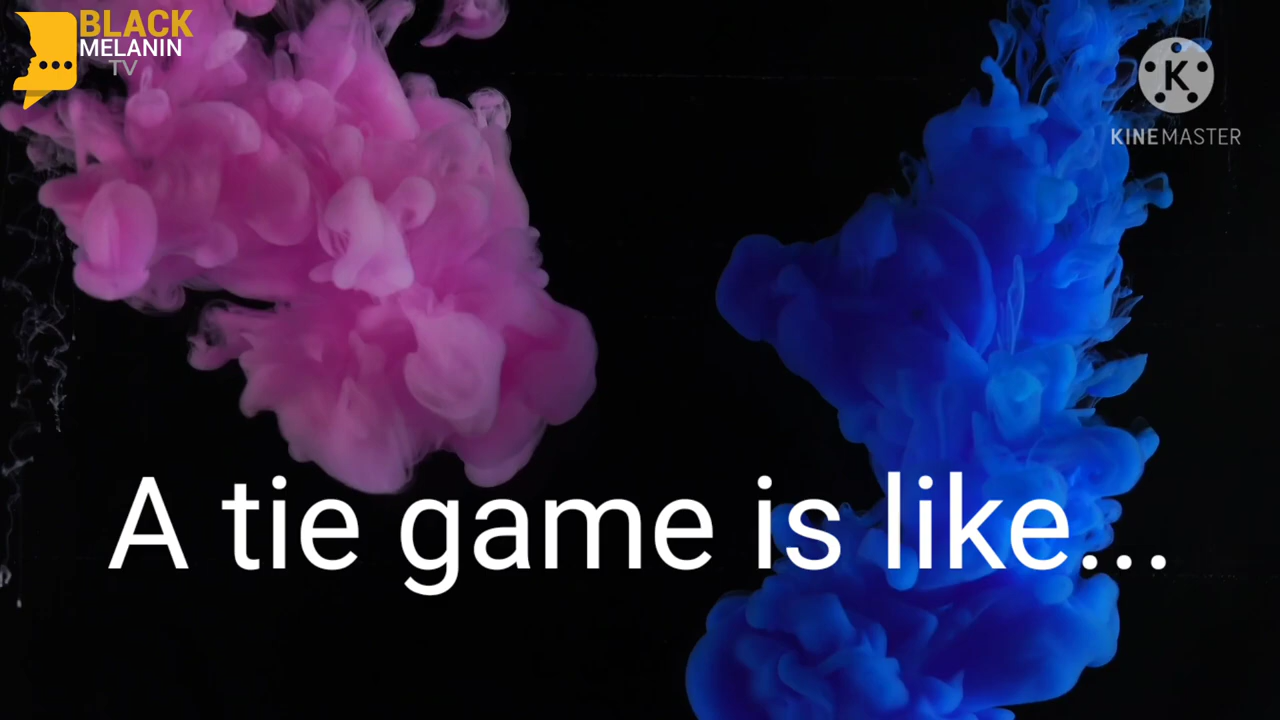 BLACK
MELANIN
TV
K
KINEMASTER
A tie game is like...